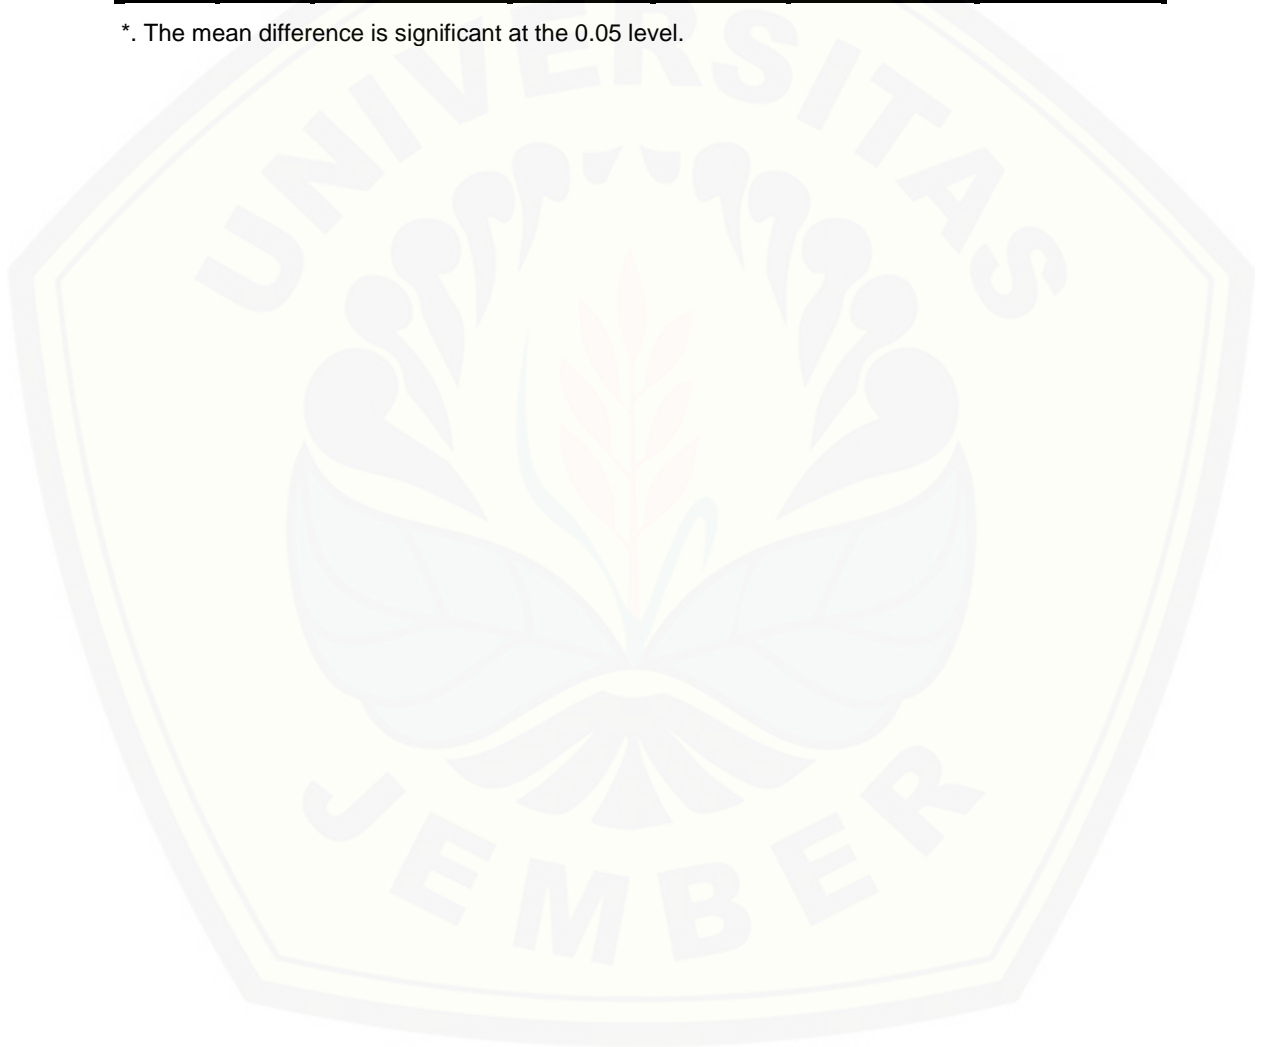 *. The mean difference is significant at the 0.05 level.
UNIVERSITAS
JEMBER